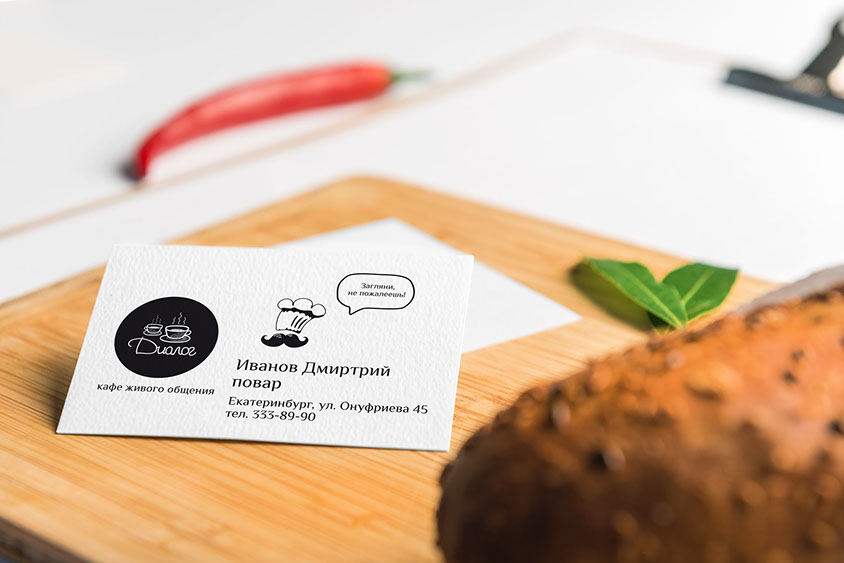 Диалог
кафе живого общения
Загляни,
не пожалеешь!
Иванов Дмиртрий
повар
Екатеринбург, ул. Онуфриева 45
тел. 333-89-90